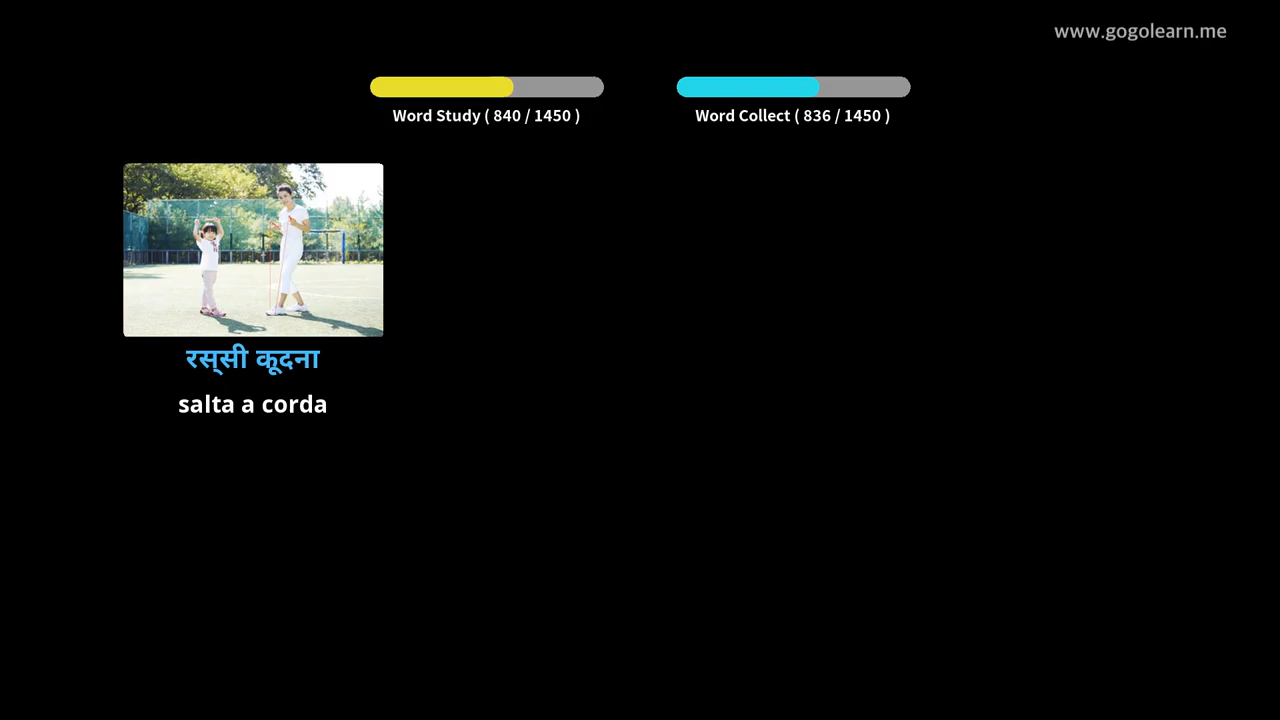 www.gogolearn.me
Word Study ( 840 / 1450 )
Word Collect ( 836 / 1450 )
रस्सी कूदना
salta a corda